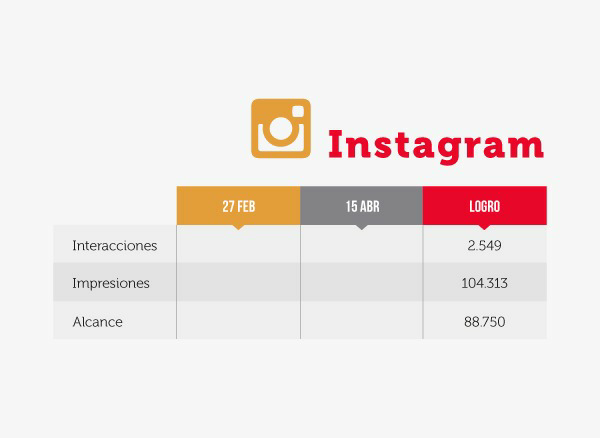 Instagram
27 FEB 15 ABR LOGRO
Interacciones 2.549
Impresiones 104.313
Alcance 88.750